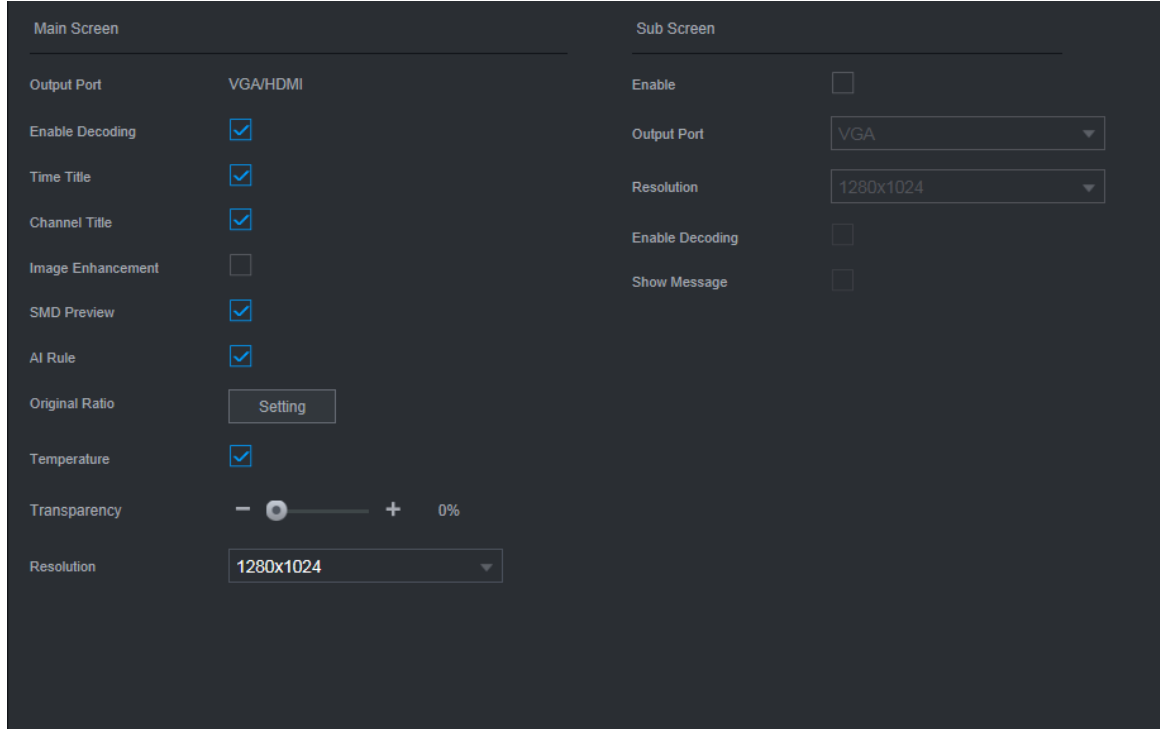 Main Screen
Output Port VGA/HDMI
Enable Decoding
Time Title
Channel Title
Image Enhancement
SMD Preview
AI Rule
Original Ratio Setting
Temperature
Transparency 0%
Resolution 1280x1024
Sub Screen
Enable
Output Port VGA
Resolution 1280x1024
Enable Decoding
Show Message